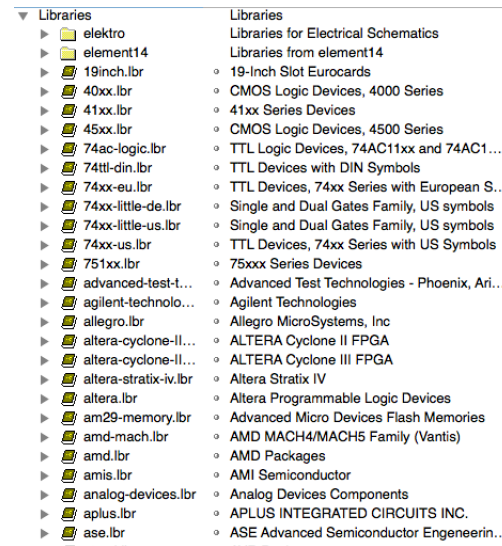 Libraries Libraries
elektro Libraries for Electrical Schematics
element14 Libraries from element14
19inch.lbr 19-Inch Slot Eurocards
40xx.lbr CMOS Logic Devices, 4000 Series
41xx.lbr 41xx Series Devices
45xx.lbr CMOS Logic Devices, 4500 Series
74ac-logic.lbr TTL Logic Devices, 74AC11xx and 74AC1...
74ttl-din.lbr TTL Devices with DIN Symbols
74xx-eu.lbr TTL Devices, 74xx Series with European S...
74xx-little-de.lbr Single and Dual Gates Family, US symbols
74xx-little-us.lbr Single and Dual Gates Family, US symbols
74xx-us.lbr TTL Devices, 74xx Series with US Symbols
751xx.lbr 75xxx Series Devices
advanced-test-t... Advanced Test Technologies - Phoenix, Ari...
agilent-technolo... Agilent Technologies
allegro.lbr Allegro MicroSystems, Inc
altera-cyclone-II... ALTERA Cyclone II FPGA
altera-cyclone-II... ALTERA Cyclone III FPGA
altera-stratix-iv.lbr Altera Stratix IV
altera.lbr Altera Programmable Logic Devices
am29-memory.lbr Advanced Micro Devices Flash Memories
amd-mach.lbr AMD MACH4/MACH5 Family (Vantis)
amd.lbr AMD Packages
amis.lbr AMI Semiconductor
analog-devices.lbr Analog Devices Components
aplus.lbr APLUS INTEGRATED CIRCUITS INC.
ase.lbr ASE Advanced Semiconductor Engeneerin...